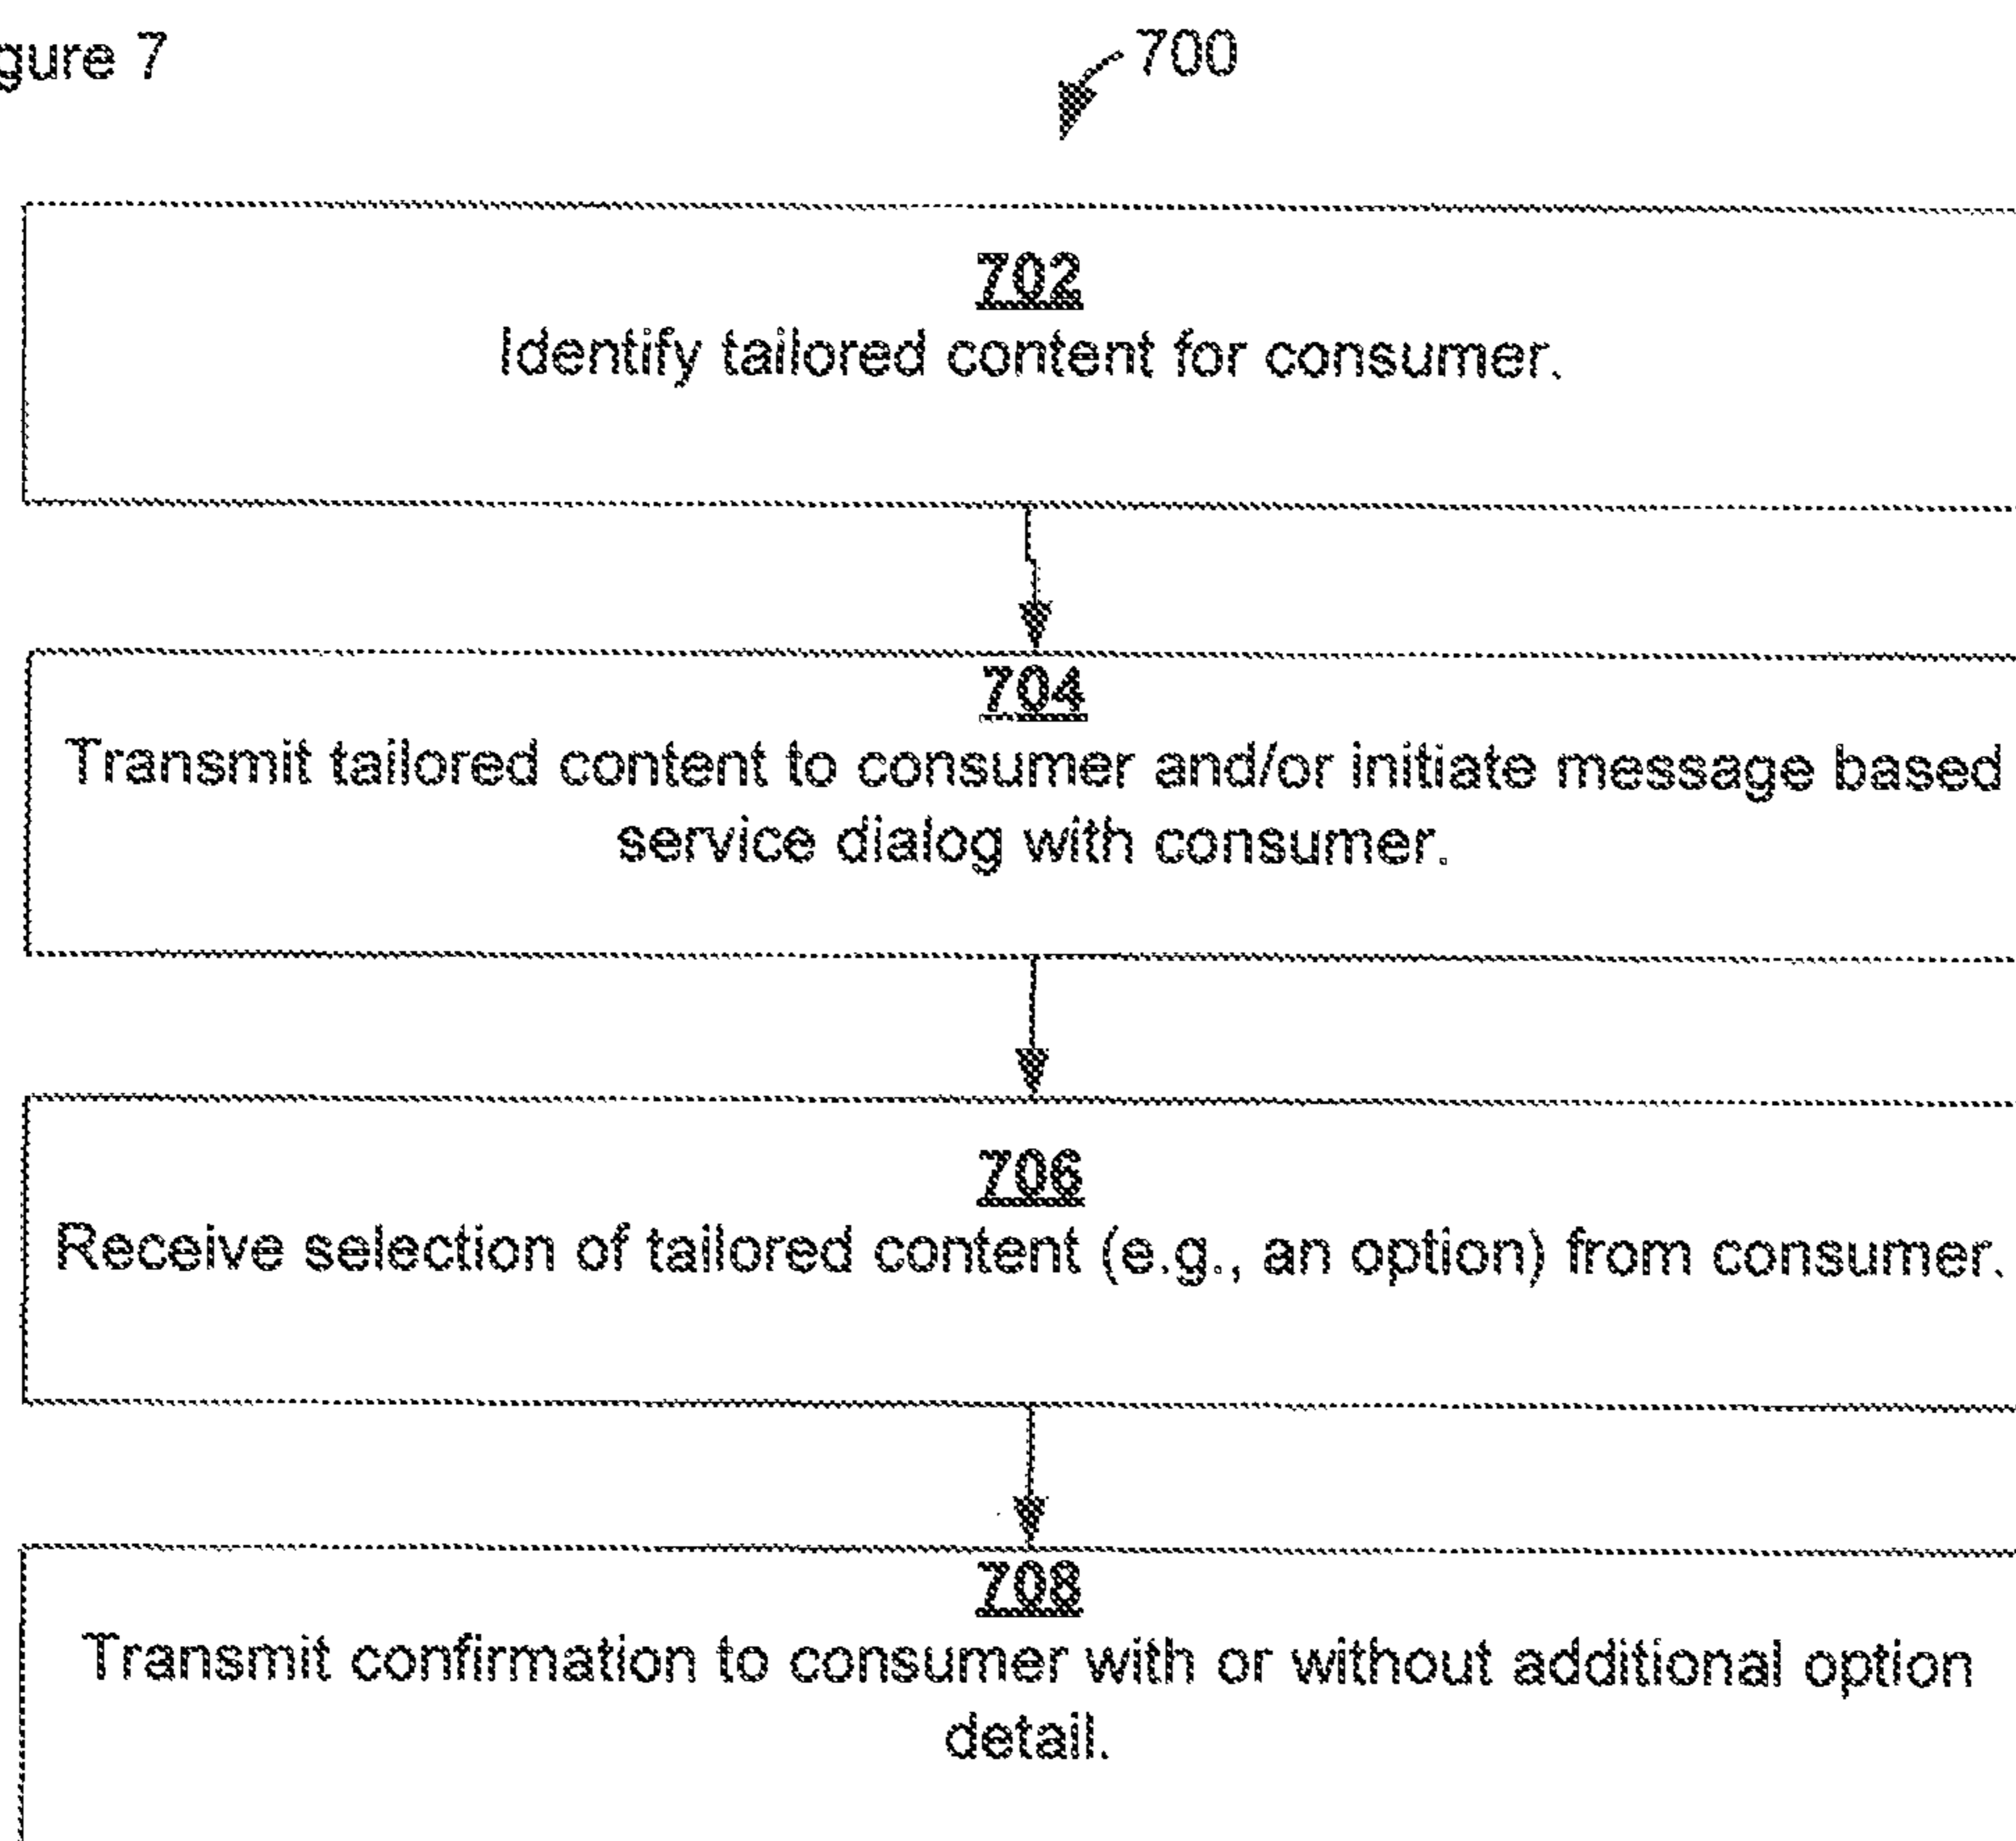 gure 7
700
702
Identify tailored content for consumer.
704
Transmit tailored content to consumer and/or initiate message based
service dialog with consumer.
706
Receive selection of tailored content (e.g., an option) from consumer.
708
Transmit confirmation to consumer with or without additional option
detail.